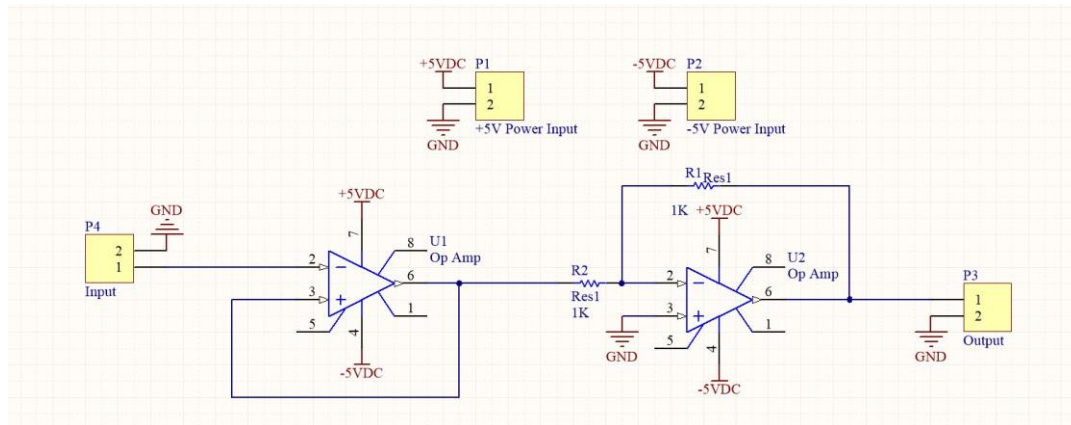 +5VDC
P1
1
2
GND
+5V Power Input
-5VDC
P2
1
2
GND
-5V Power Input
R1
Res1
1K
GND
P4
2
1
Input
+5VDC
7
2
3
8
U1
Op Amp
6
5
1
4
-5VDC
R2
Res1
1K
+5VDC
7
2
3
GND
8
U2
Op Amp
6
5
1
4
-5VDC
P3
1
2
GND
Output